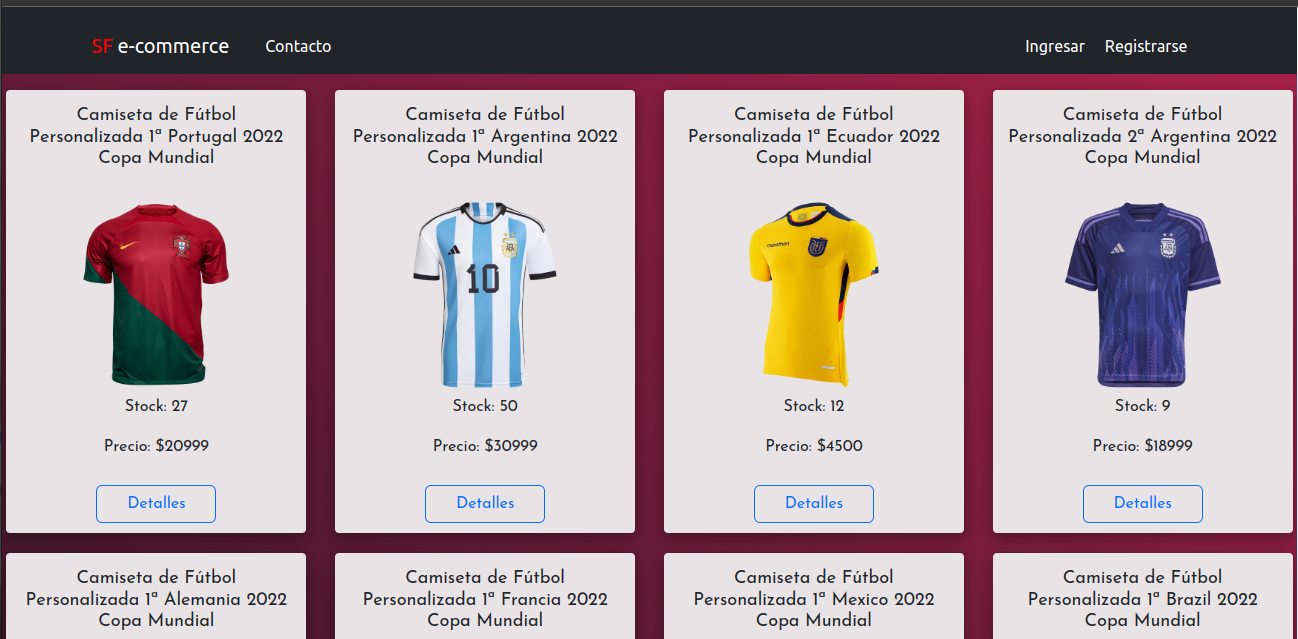 SF e-commerce
Contacto
Ingresar
Registrarse
Camiseta de Fútbol
Personalizada 1ª Portugal 2022
Copa Mundial
Stock: 27
Precio: $20999
Detalles
Camiseta de Fútbol
Personalizada 1ª Argentina 2022
Copa Mundial
10
Stock: 50
Precio: $30999
Detalles
Camiseta de Fútbol
Personalizada 1ª Ecuador 2022
Copa Mundial
Stock: 12
Precio: $4500
Detalles
Camiseta de Fútbol
Personalizada 2ª Argentina 2022
Copa Mundial
Stock: 9
Precio: $18999
Detalles
Camiseta de Fútbol
Personalizada 1ª Alemania 2022
Copa Mundial
Camiseta de Fútbol
Personalizada 1ª Francia 2022
Copa Mundial
Camiseta de Fútbol
Personalizada 1ª Mexico 2022
Copa Mundial
Camiseta de Fútbol
Personalizada 1ª Brazil 2022
Copa Mundial